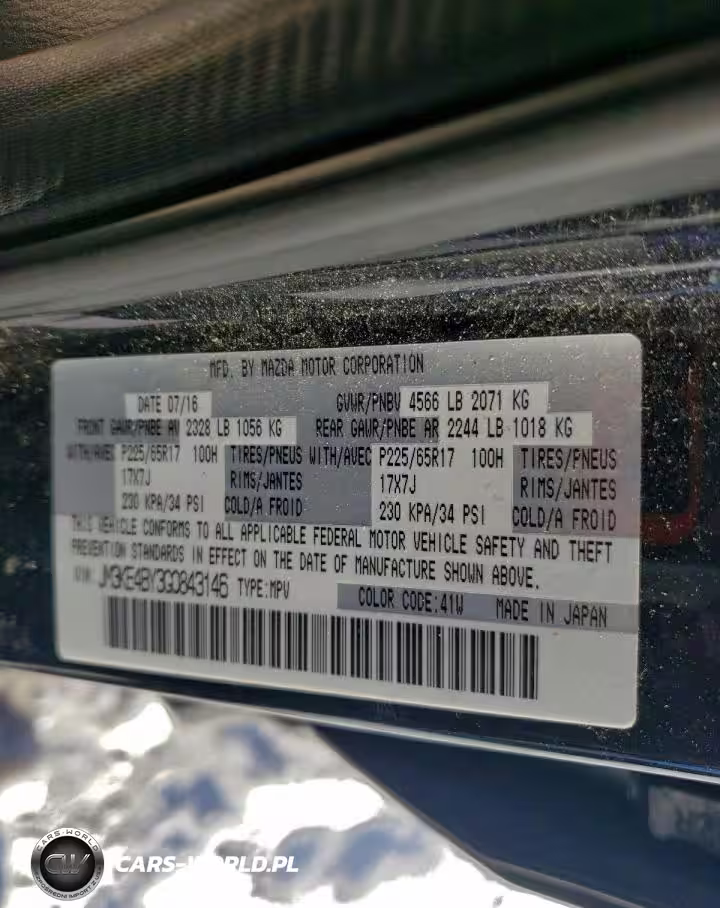 MFD. BY MAZDA MOTOR CORPORATION
DATE 07/16 GVWR/PNBV 4566 LB 2071 KG
FRONT GAWR/PNBE AV 2328 LB 1056 KG REAR GAWR/PNBE AR 2244 LB 1018 KG
WITH/AVEC P225/65R17 100H TIRES/PNEUS WITH/AVEC P225/65R17 100H TIRES/PNEUS
17X7J RIMS/JANTES 17X7J RIMS/JANTES
230 KPA/34 PSI COLD/A FROID 230 KPA/34 PSI COLD/A FROID
THIS VEHICLE CONFORMS TO ALL APPLICABLE FEDERAL MOTOR VEHICLE SAFETY AND THEFT
PREVENTION STANDARDS IN EFFECT ON THE DATE OF MANUFACTURE SHOWN ABOVE.
VIN: JM3KE4BY3G0843146 TYPE:MPV COLOR CODE:41W MADE IN JAPAN
CARS-WORLD
CW
CARS-WORLD.PL